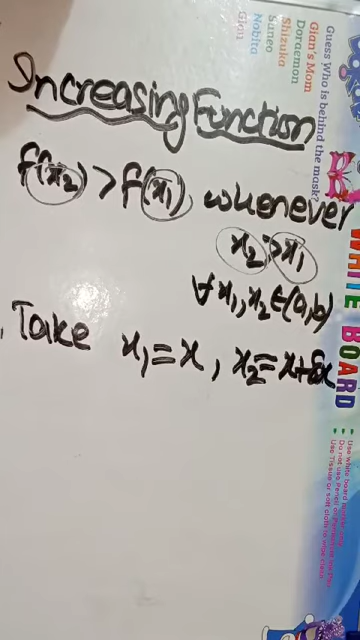 Increasing Function
f(x₂) > f(x₁) whenever
x₂ > x₁
∀ x₁, x₂ ∈ (a, b)
Take x₁ = x, x₂ = x + δx
Guess Who is behind the mask?
Gian's Mom
Doraemon
Shizuka
Suneo
Nobita
Gian
WHITE BOARD